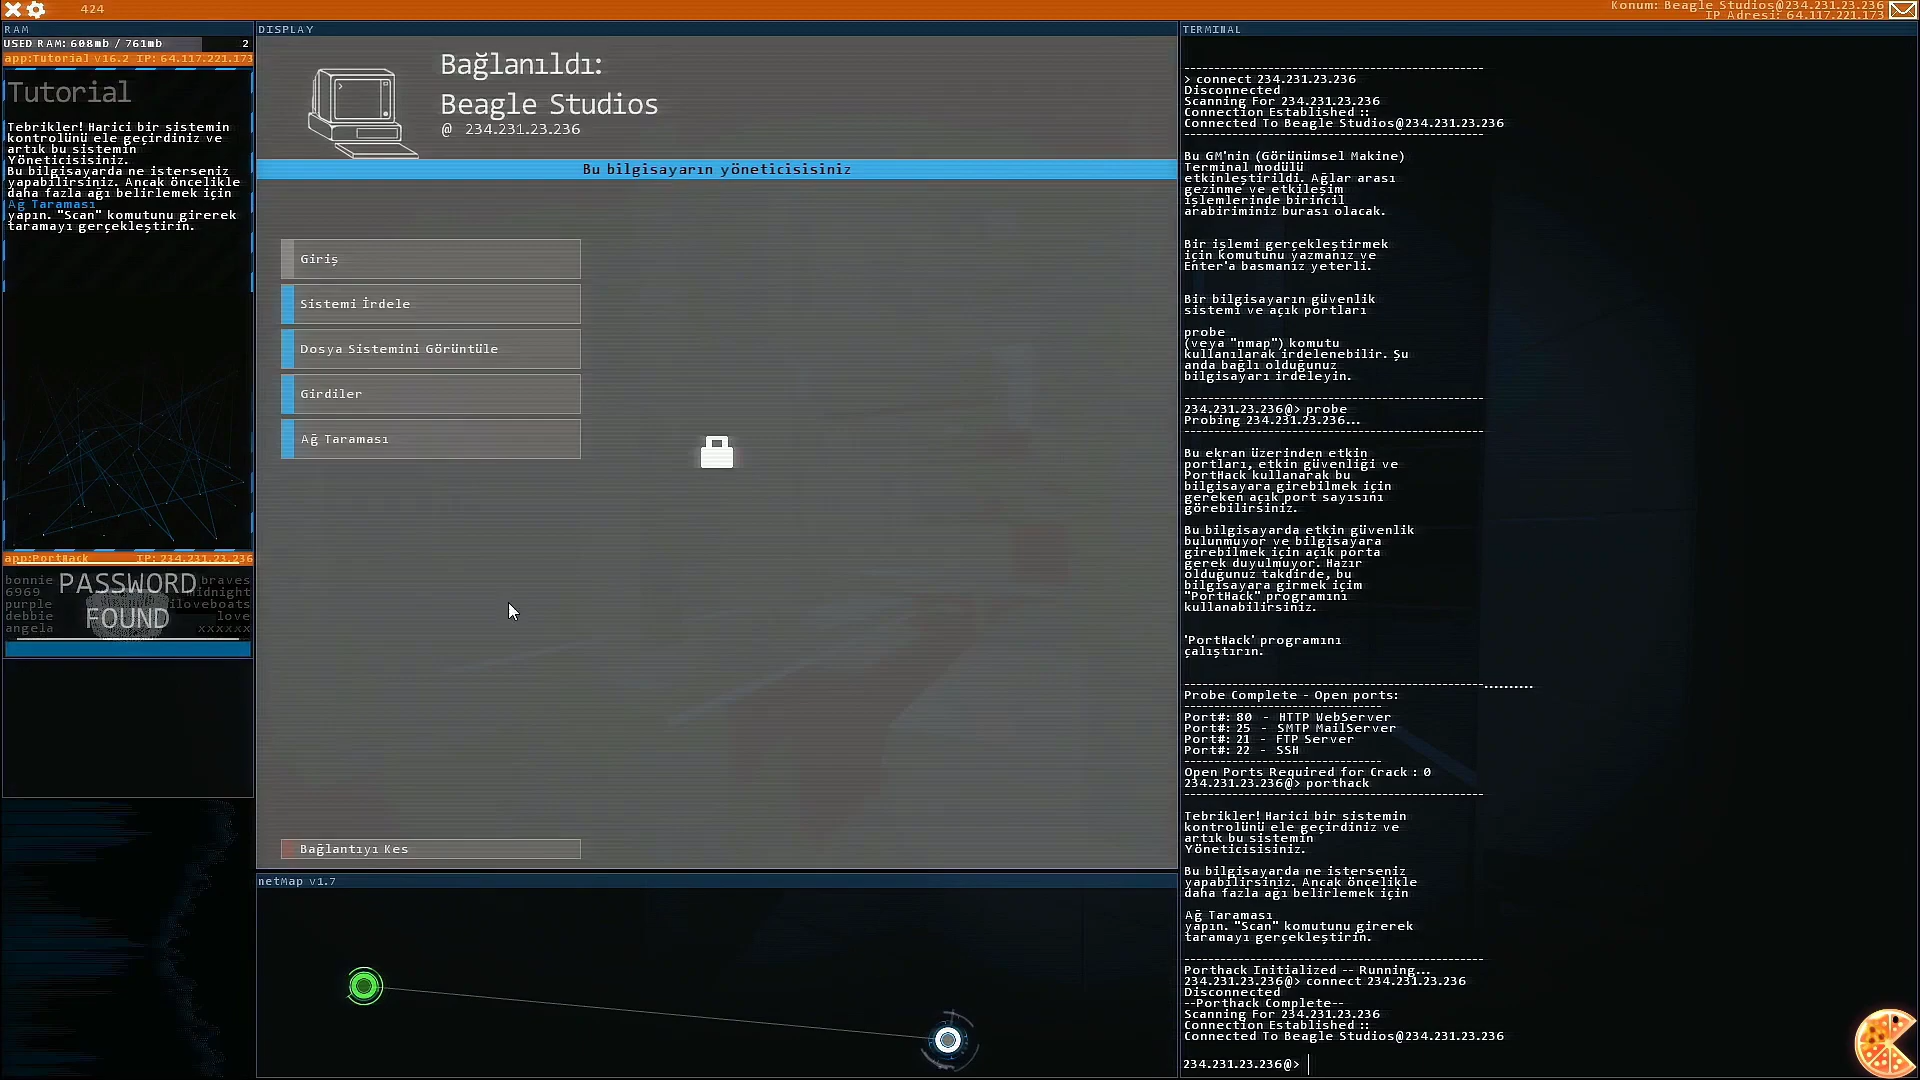 424
Konum: Beagle Studios@234.231.23.236
IP Adresi: 64.117.221.173
RAM
USED RAM: 608mb / 761mb
2
app:Tutorial v16.2 IP: 64.117.221.173
Tutorial
Tebrikler! Harici bir sistemin
kontrolünü ele geçirdiniz ve
artık bu sistemin
Yöneticisisiniz.
Bu bilgisayarda ne isterseniz
yapabilirsiniz. Ancak öncelikle
daha fazla ağı belirlemek için
Ağ Taraması
yapın. "Scan" komutunu girerek
taramayı gerçekleştirin.
app:PortHack IP: 234.231.23.236
bonnie
6969
purple
debbie
angela
PASSWORD
FOUND
braves
midnight
iloveboats
love
xxxxxx
DISPLAY
Bağlanıldı:
Beagle Studios
@ 234.231.23.236
Bu bilgisayarın yöneticisisiniz
Giriş
Sistemi İrdele
Dosya Sistemini Görüntüle
Girdiler
Ağ Taraması
Bağlantıyı Kes
netMap v1.7
TERMINAL
> connect 234.231.23.236
Disconnected
Scanning For 234.231.23.236
Connection Established ::
Connected To Beagle Studios@234.231.23.236
Bu GM'nin (Görünümsel Makine)
Terminal modülü
etkinleştirildi. Ağlar arası
gezinme ve etkileşim
işlemlerinde birincil
arabiriminiz burası olacak.
Bir işlemi gerçekleştirmek
için komutunu yazmanız ve
Enter'a basmanız yeterli.
Bir bilgisayarın güvenlik
sistemi ve açık portları
probe
(veya "nmap") komutu
kullanılarak irdelenebilir. Şu
anda bağlı olduğunuz
bilgisayarı irdeleyin.
234.231.23.236@> probe
Probing 234.231.23.236...
Bu ekran üzerinden etkin
portları, etkin güvenliği ve
PortHack kullanarak bu
bilgisayara girebilmek için
gereken açık port sayısını
görebilirsiniz.
Bu bilgisayarda etkin güvenlik
bulunmuyor ve bilgisayara
girebilmek için açık porta
gerek duyulmuyor. Hazır
olduğunuz takdirde, bu
bilgisayara girmek içim
"PortHack" programını
kullanabilirsiniz.
'PortHack' programını
çalıştırın.
Probe Complete - Open ports:
Port#: 80 - HTTP WebServer
Port#: 25 - SMTP MailServer
Port#: 21 - FTP Server
Port#: 22 - SSH
Open Ports Required for Crack : 0
234.231.23.236@> porthack
Tebrikler! Harici bir sistemin
kontrolünü ele geçirdiniz ve
artık bu sistemin
Yöneticisisiniz.
Bu bilgisayarda ne isterseniz
yapabilirsiniz. Ancak öncelikle
daha fazla ağı belirlemek için
Ağ Taraması
yapın. "Scan" komutunu girerek
taramayı gerçekleştirin.
Porthack Initialized -- Running...
234.231.23.236@> connect 234.231.23.236
Disconnected
--Porthack Complete--
Scanning For 234.231.23.236
Connection Established ::
Connected To Beagle Studios@234.231.23.236
234.231.23.236@>